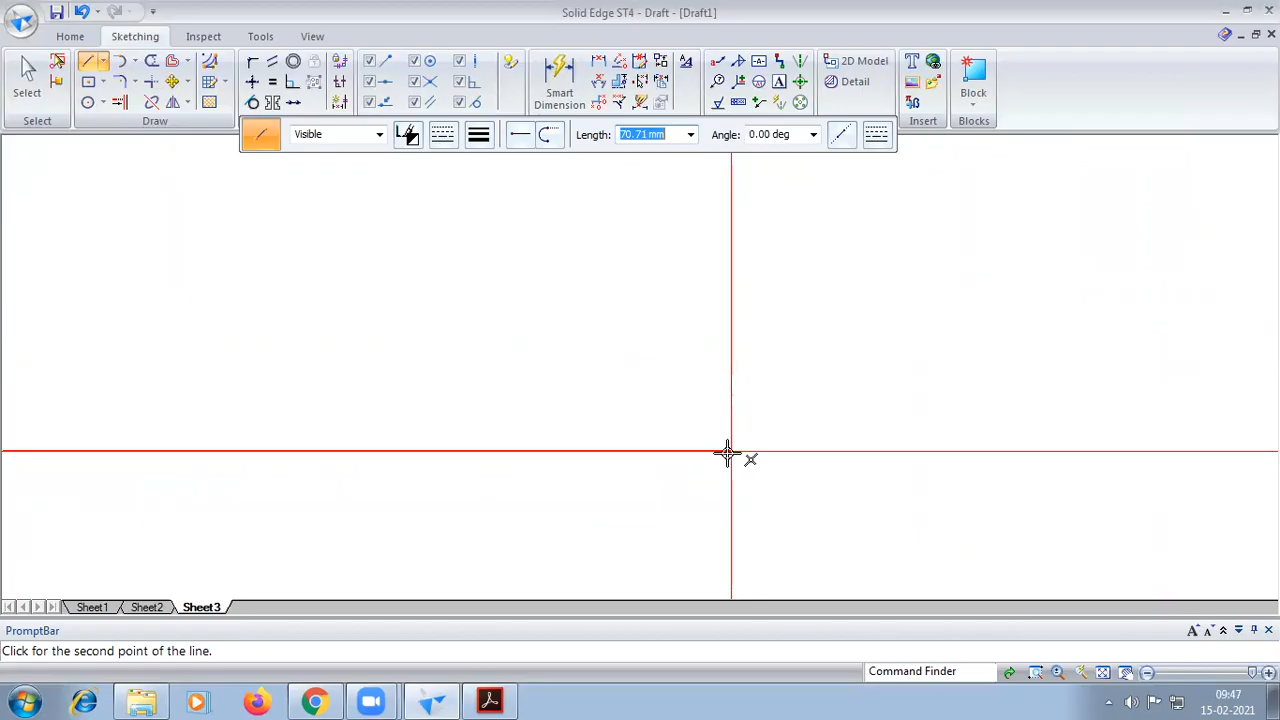 Solid Edge ST4 - Draft - [Draft1]
Home Sketching Inspect Tools View
Select
Smart
Dimension
2D Model
Detail
Block
Select Draw Insert Blocks
Visible Length: 70.71 mm Angle: 0.00 deg
Sheet1 Sheet2 Sheet3
PromptBar
Click for the second point of the line.
Command Finder
09:47
15-02-2021